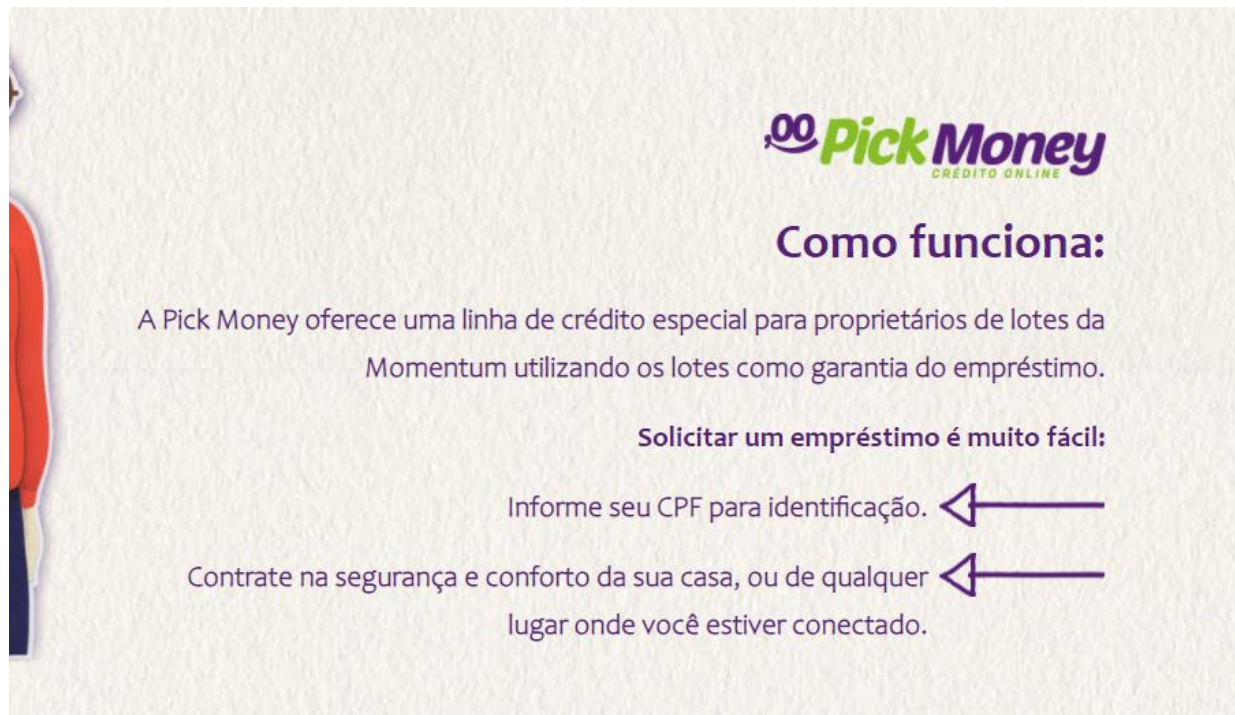 ,00 Pick Money
CRÉDITO ONLINE
Como funciona:
A Pick Money oferece uma linha de crédito especial para proprietários de lotes da
Momentum utilizando os lotes como garantia do empréstimo.
Solicitar um empréstimo é muito fácil:
Informe seu CPF para identificação.
Contrate na segurança e conforto da sua casa, ou de qualquer
lugar onde você estiver conectado.